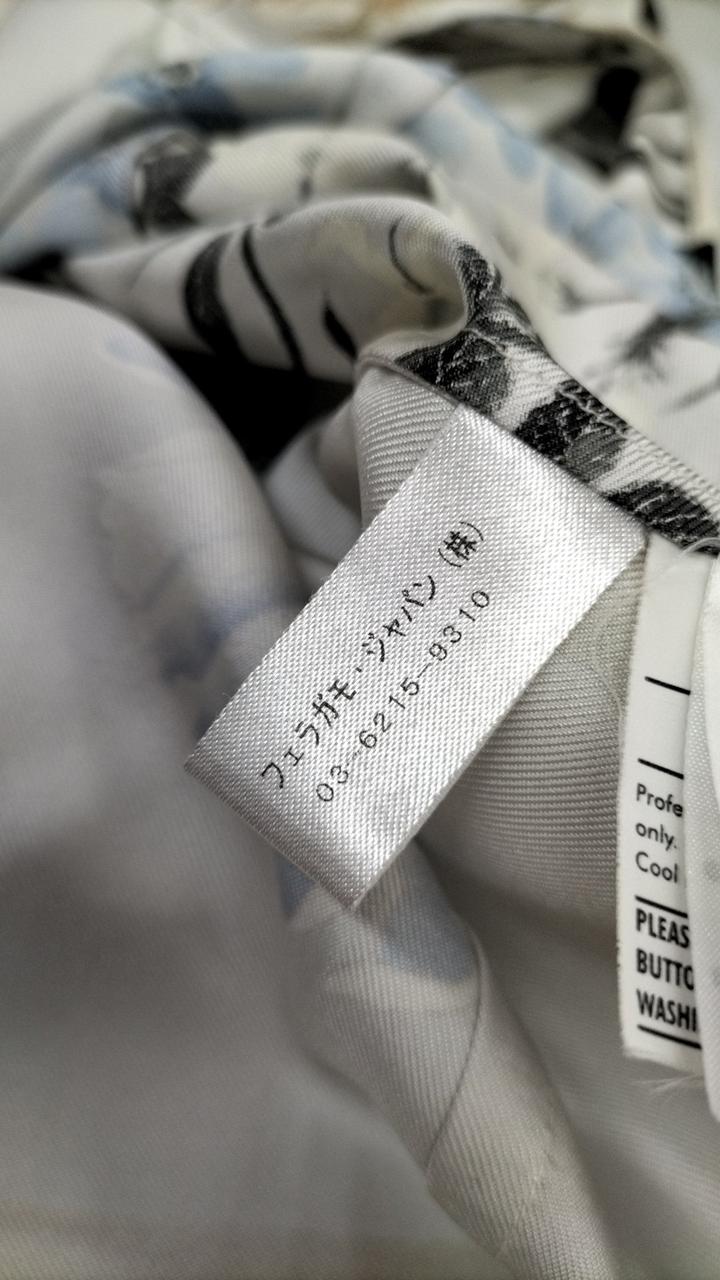 フェラガモ・ジャパン(株)
03-6215-9310
Profe
only.
Cool
PLEAS
BUTTO
WASHI